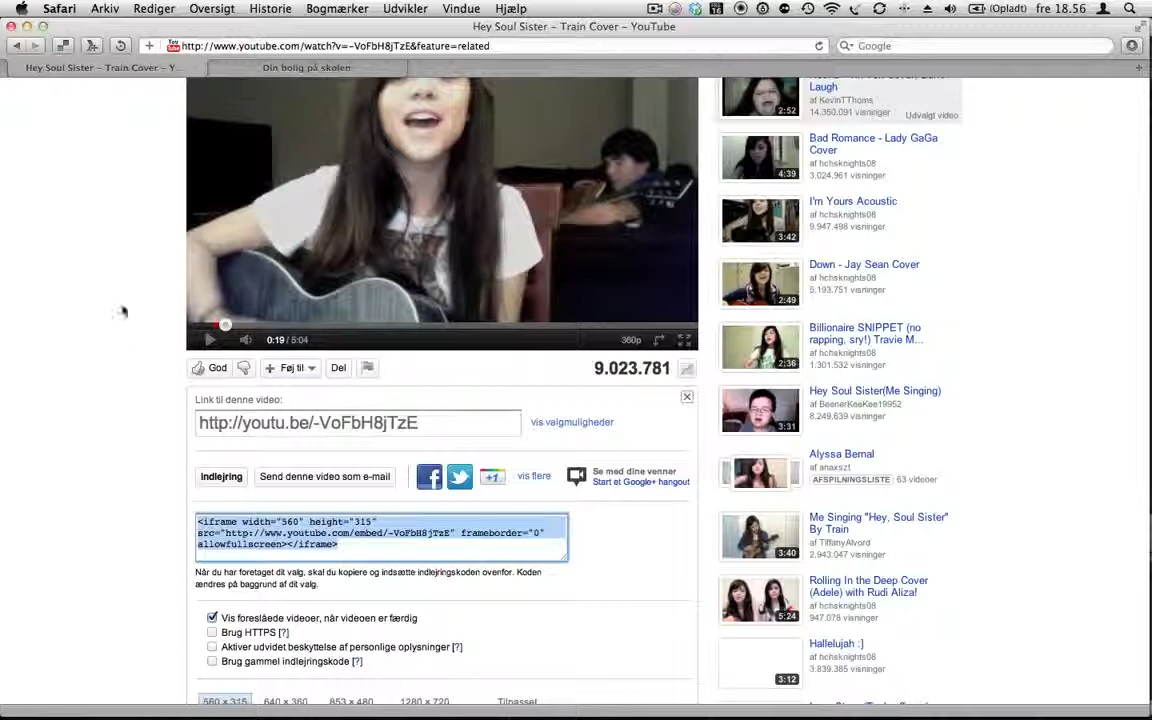 Safari Arkiv Rediger Oversigt Historie Bogmærker Udvikler Vindue Hjælp (Opladt) fre 18.56
Hey Soul Sister – Train Cover – YouTube
http://www.youtube.com/watch?v=-VoFbH8jTzE&feature=related
Google
Hey Soul Sister – Train Cover – Y...
Din bolig på skolen
Laugh
af KevinTThoms
14.350.091 visninger
Udvalgt video
2:52
Bad Romance - Lady GaGa
Cover
af hchsknights08
3.024.961 visninger
4:39
I'm Yours Acoustic
af hchsknights08
9.947.498 visninger
3:42
Down - Jay Sean Cover
af hchsknights08
5.193.751 visninger
2:49
Billionaire SNIPPET (no
rapping, sry!) Travie M...
af hchsknights08
1.301.532 visninger
2:36
Hey Soul Sister(Me Singing)
af BeenerKeeKee19952
8.249.639 visninger
3:31
Alyssa Bernal
af anaxszt
AFSPILNINGSLISTE 63 videoer
Me Singing "Hey, Soul Sister"
By Train
af TiffanyAlvord
2.943.047 visninger
3:40
Rolling In the Deep Cover
(Adele) with Rudi Aliza!
af hchsknights08
947.078 visninger
5:24
Hallelujah :]
af hchsknights08
3.839.385 visninger
3:12
0:19 / 5:04
360p
God
Føj til
Del
9.023.781
Link til denne video:
http://youtu.be/-VoFbH8jTzE
vis valgmuligheder
Indlejring
Send denne video som e-mail
+1
vis flere
Se med dine venner
Start et Google+ hangout
<iframe width="560" height="315"
src="http://www.youtube.com/embed/-VoFbH8jTzE" frameborder="0"
allowfullscreen></iframe>
Når du har foretaget dit valg, skal du kopiere og indsætte indlejringskoden ovenfor. Koden
ændres på baggrund af dit valg.
Vis foreslåede videoer, når videoen er færdig
Brug HTTPS [?]
Aktiver udvidet beskyttelse af personlige oplysninger [?]
Brug gammel indlejringskode [?]
560 × 315 640 × 360 853 × 480 1280 × 720 Tilpasset